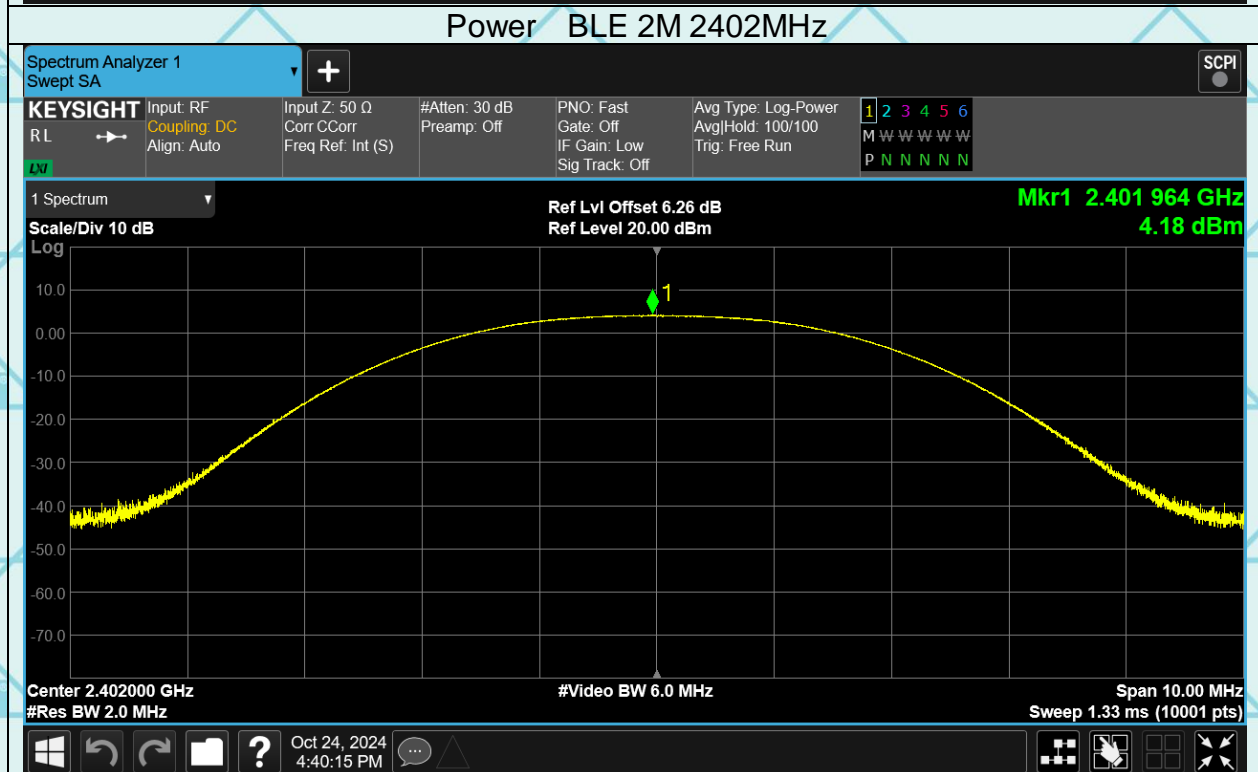 Power BLE 2M 2402MHz
Spectrum Analyzer 1
Swept SA
SCPI
KEYSIGHT
R L
LXI
Input: RF
Coupling: DC
Align: Auto
Input Z: 50 Ω
Corr CCorr
Freq Ref: Int (S)
#Atten: 30 dB
Preamp: Off
PNO: Fast
Gate: Off
IF Gain: Low
Sig Track: Off
Avg Type: Log-Power
Avg|Hold: 100/100
Trig: Free Run
1 2 3 4 5 6
M W W W W W
P N N N N N
1 Spectrum
Scale/Div 10 dB
Log
Ref Lvl Offset 6.26 dB
Ref Level 20.00 dBm
Mkr1 2.401 964 GHz
4.18 dBm
1
10.0
0.00
-10.0
-20.0
-30.0
-40.0
-50.0
-60.0
-70.0
Center 2.402000 GHz
#Res BW 2.0 MHz
#Video BW 6.0 MHz
Span 10.00 MHz
Sweep 1.33 ms (10001 pts)
?
Oct 24, 2024
4:40:15 PM